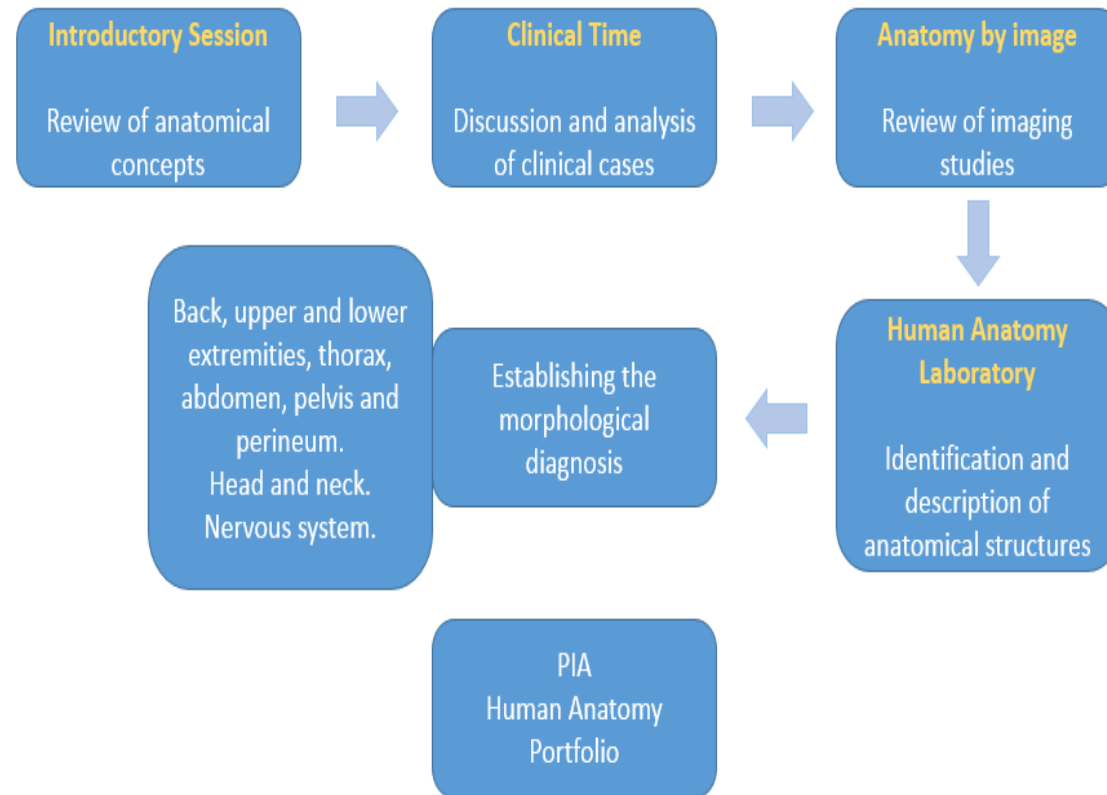 Introductory Session
Review of anatomical
concepts
Clinical Time
Discussion and analysis
of clinical cases
Anatomy by image
Review of imaging
studies
Human Anatomy
Laboratory
Identification and
description of
anatomical structures
Establishing the
morphological
diagnosis
Back, upper and lower
extremities, thorax,
abdomen, pelvis and
perineum.
Head and neck.
Nervous system.
PIA
Human Anatomy
Portfolio